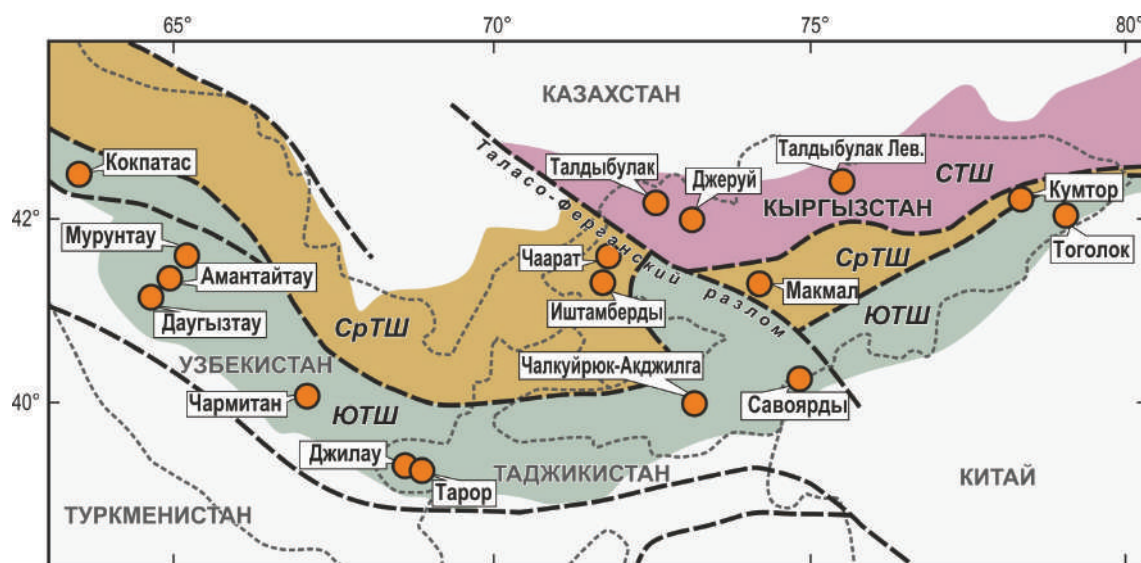 65°
70°
75°
80°
КАЗАХСТАН
Кокпатас
Талдыбулак
Талдыбулак Лев.
Джеруй
СТШ
Кумтор
42°
КЫРГЫЗСТАН
Таласо-Ферганский разлом
Мурунтау
Чаарат
СрТШ
Тоголок
Амантайтау
Макмал
Иштамберды
Даугызтау
СрТШ
ЮТШ
УЗБЕКИСТАН
Чалкуйрюк-Акджилга
40°
Чармитан
ЮТШ
Савоярды
Джилау
ТАДЖИКИСТАН
КИТАЙ
Тарор
ТУРКМЕНИСТАН